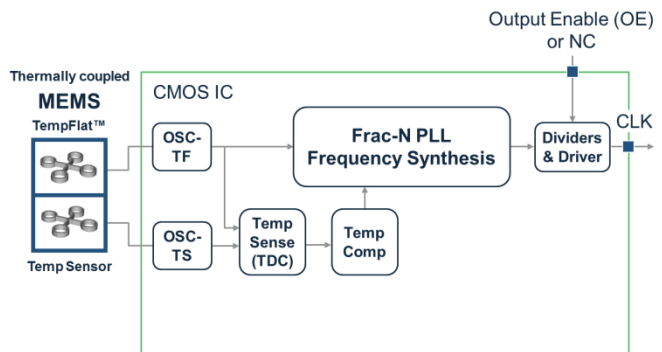 Output Enable (OE)
or NC
Thermally coupled
MEMS
TempFlat™
CMOS IC
CLK
OSC-
TF
Frac-N PLL
Frequency Synthesis
Dividers
& Driver
OSC-
TS
Temp
Sense
(TDC)
Temp
Comp
Temp Sensor